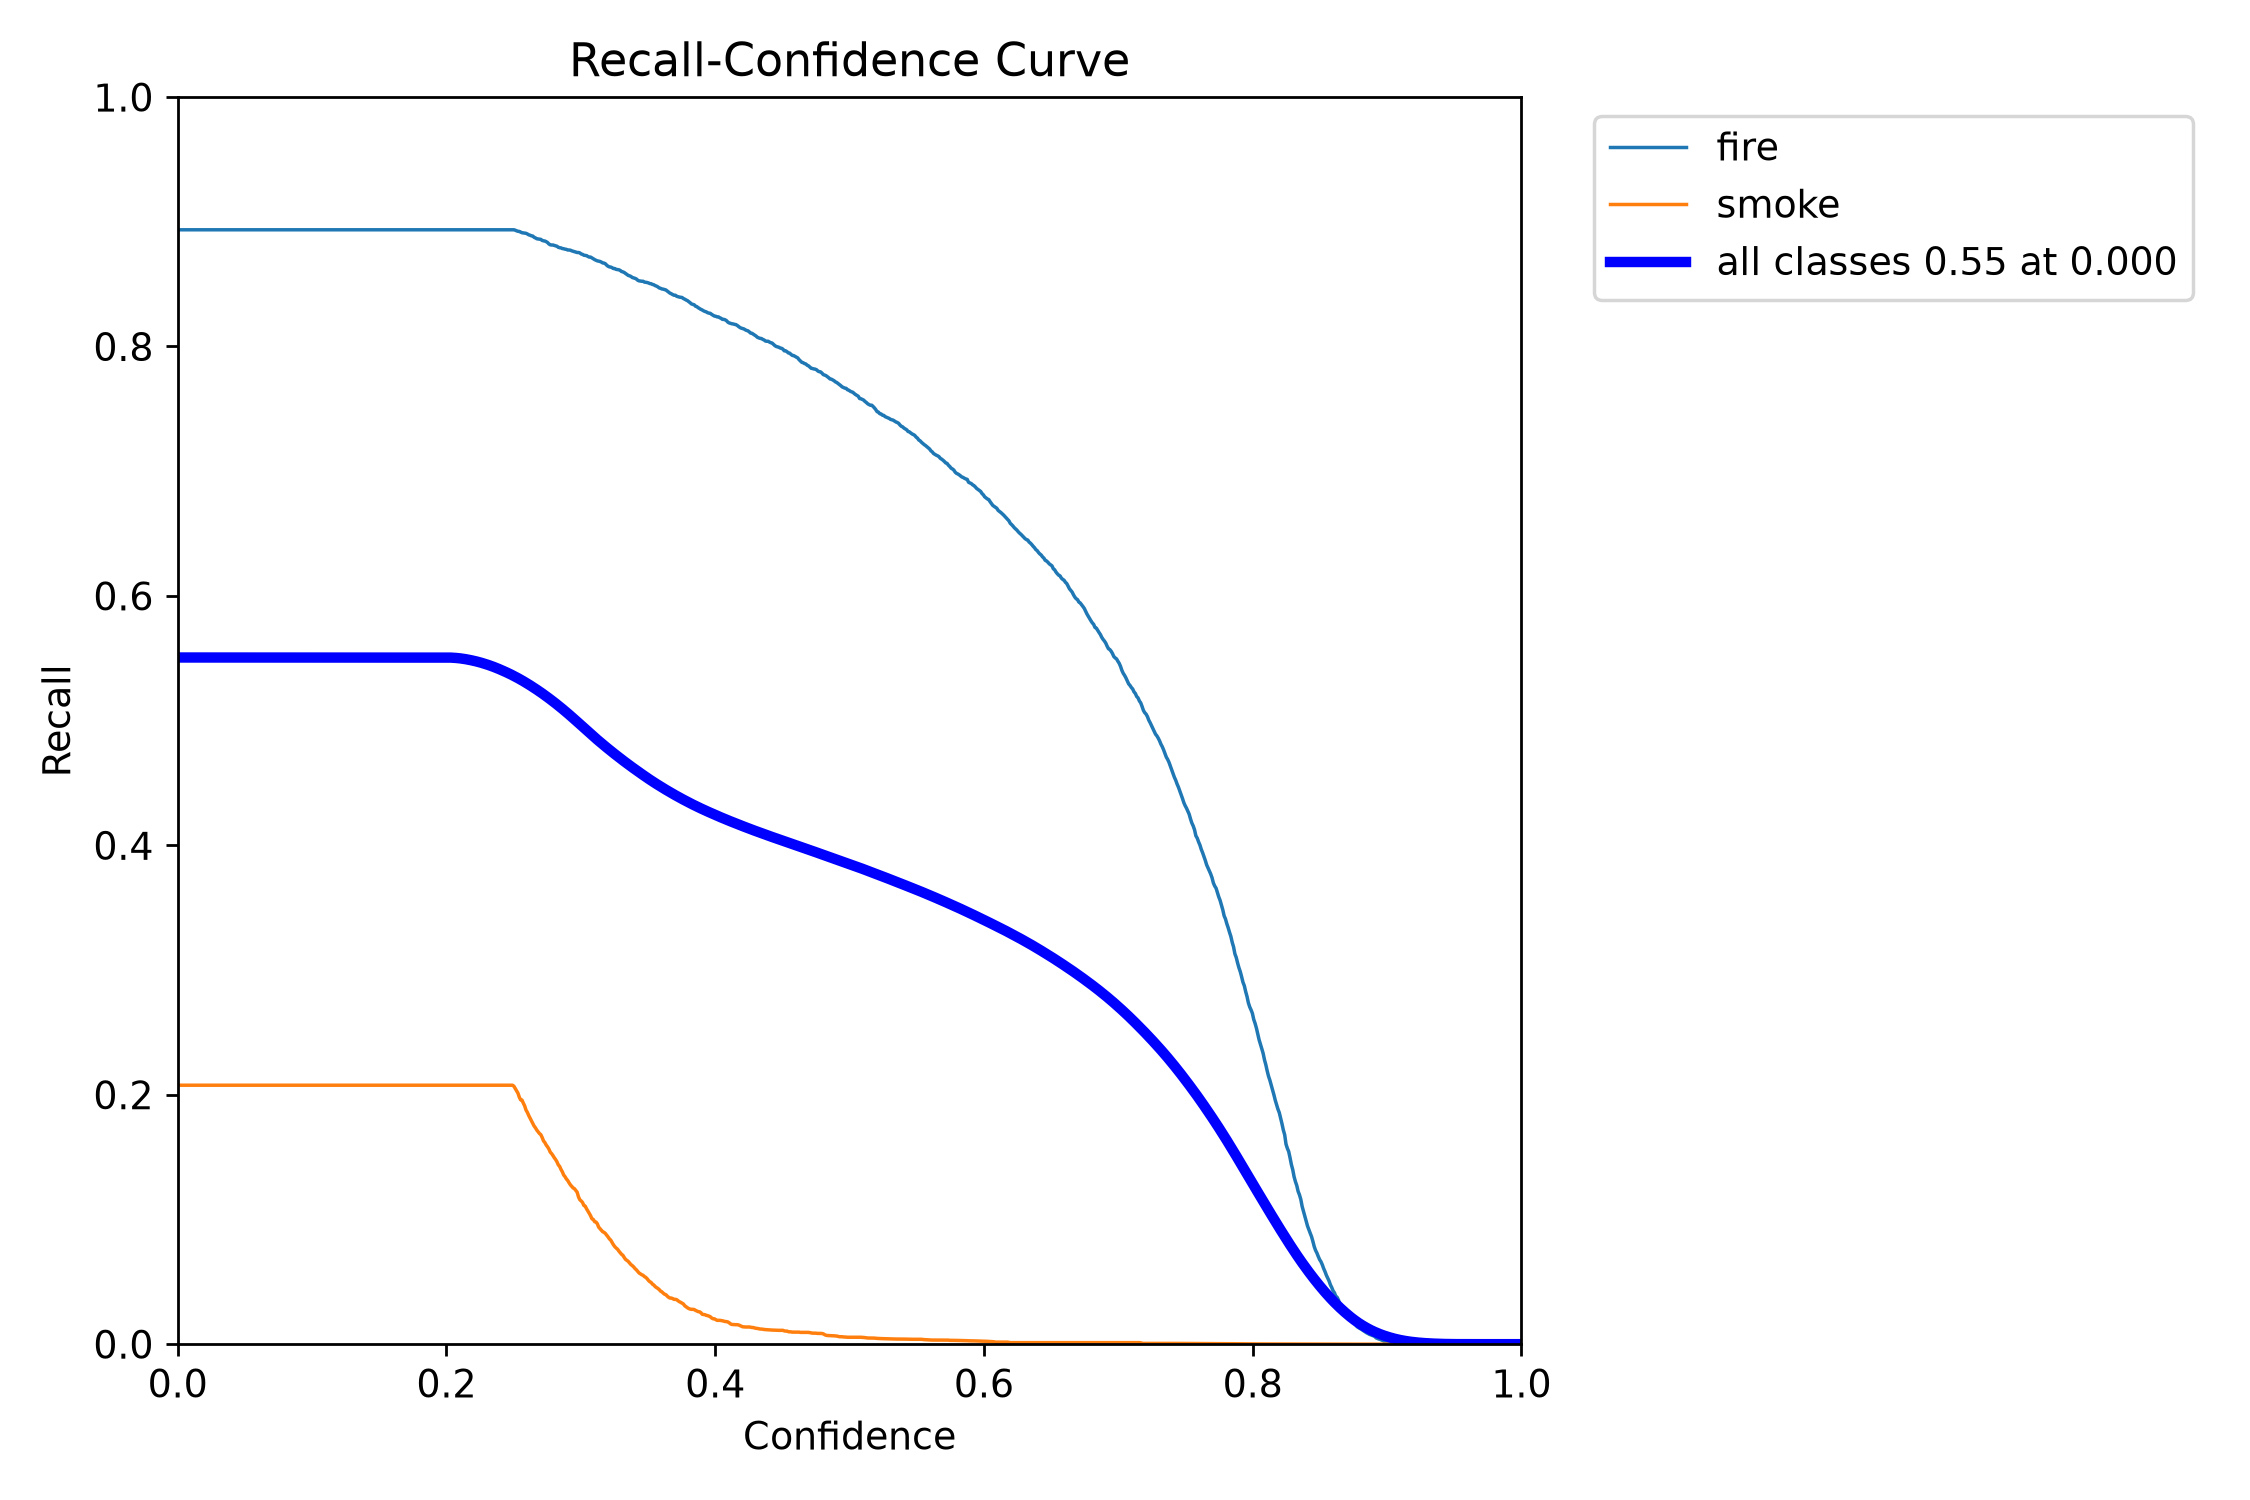 Recall-Confidence Curve
1.0
0.8
0.6
0.4
0.2
0.0
Recall
0.0 0.2 0.4 0.6 0.8 1.0
Confidence
fire
smoke
all classes 0.55 at 0.000